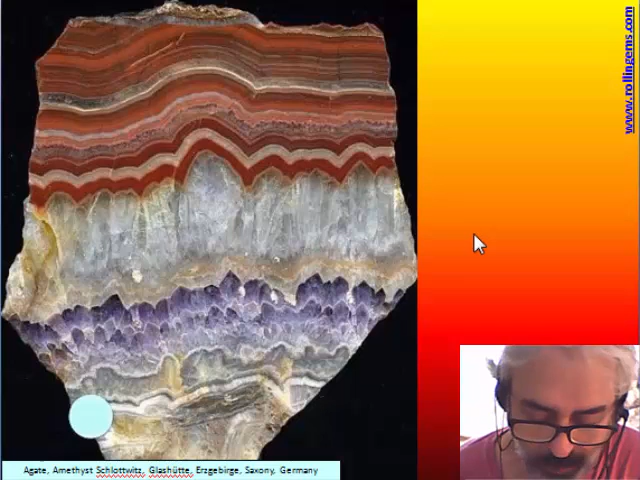 www.rollingems.com
Agate, Amethyst Schlottwitz, Glashütte, Erzgebirge, Saxony, Germany